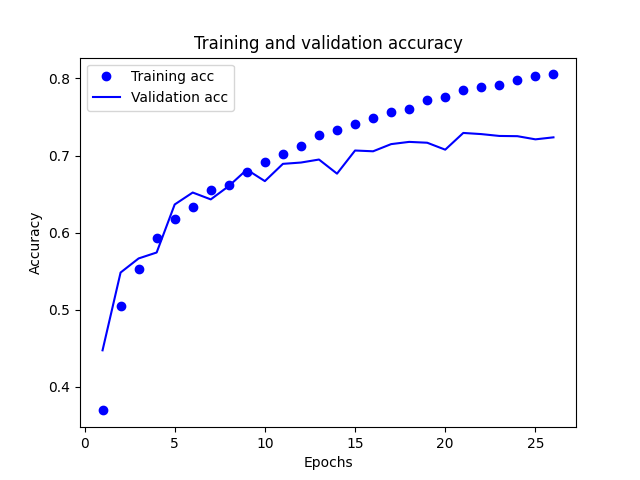 Training and validation accuracy
Training acc
Validation acc
0.8
0.7
0.6
0.5
0.4
Accuracy
0
5
10
15
20
25
Epochs